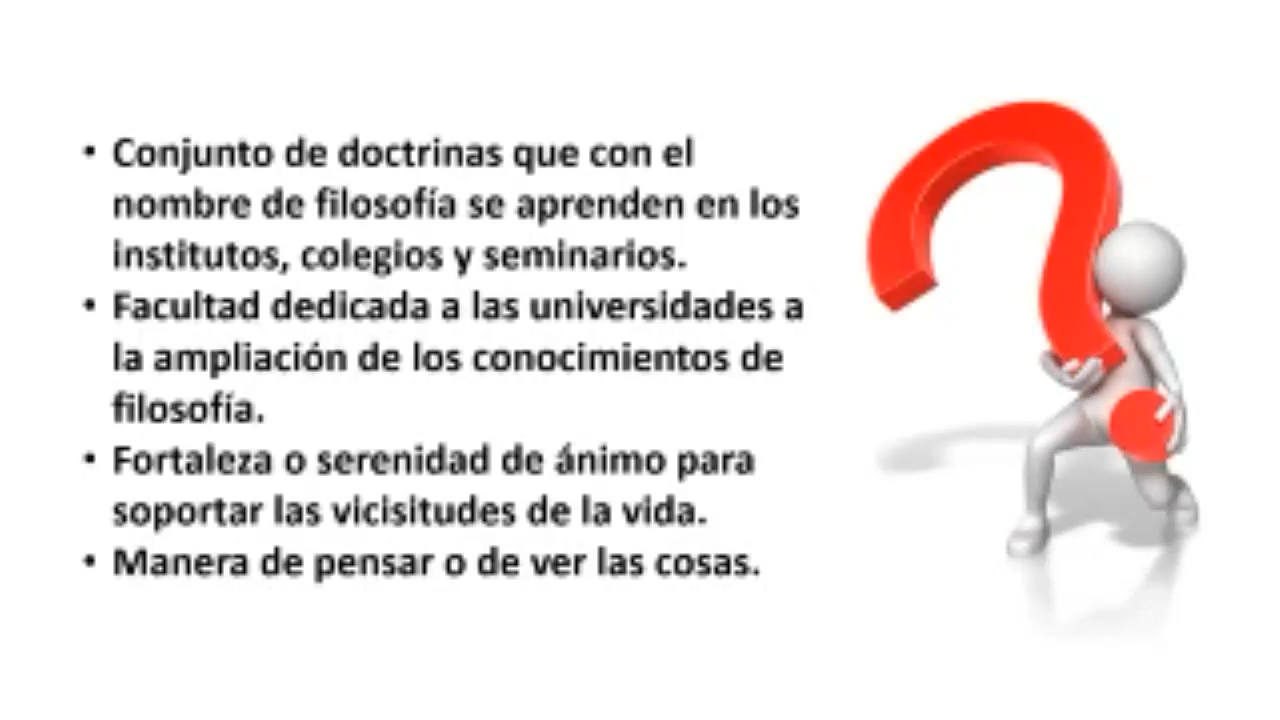 • Conjunto de doctrinas que con el
nombre de filosofía se aprenden en los
institutos, colegios y seminarios.
• Facultad dedicada a las universidades a
la ampliación de los conocimientos de
filosofía.
• Fortaleza o serenidad de ánimo para
soportar las vicisitudes de la vida.
• Manera de pensar o de ver las cosas.